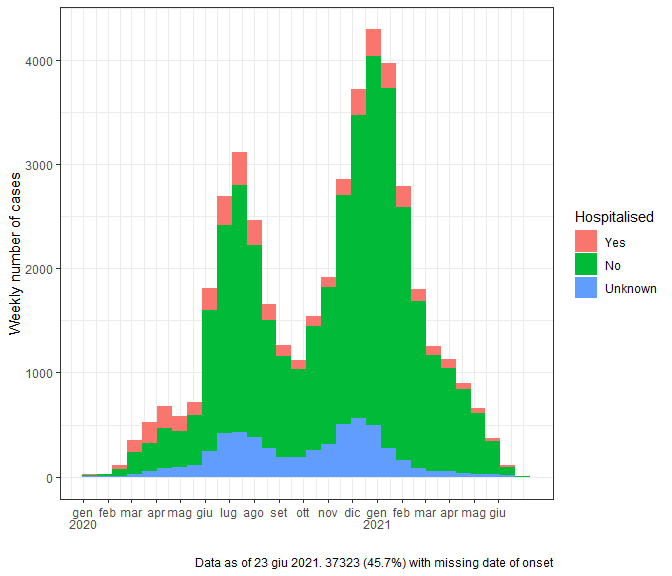 Weekly number of cases
4000
3000
2000
1000
0
gen feb mar apr mag giu lug ago set ott nov dic gen feb mar apr mag giu
2020 2021
Hospitalised
Yes
No
Unknown
Data as of 23 giu 2021. 37323 (45.7%) with missing date of onset